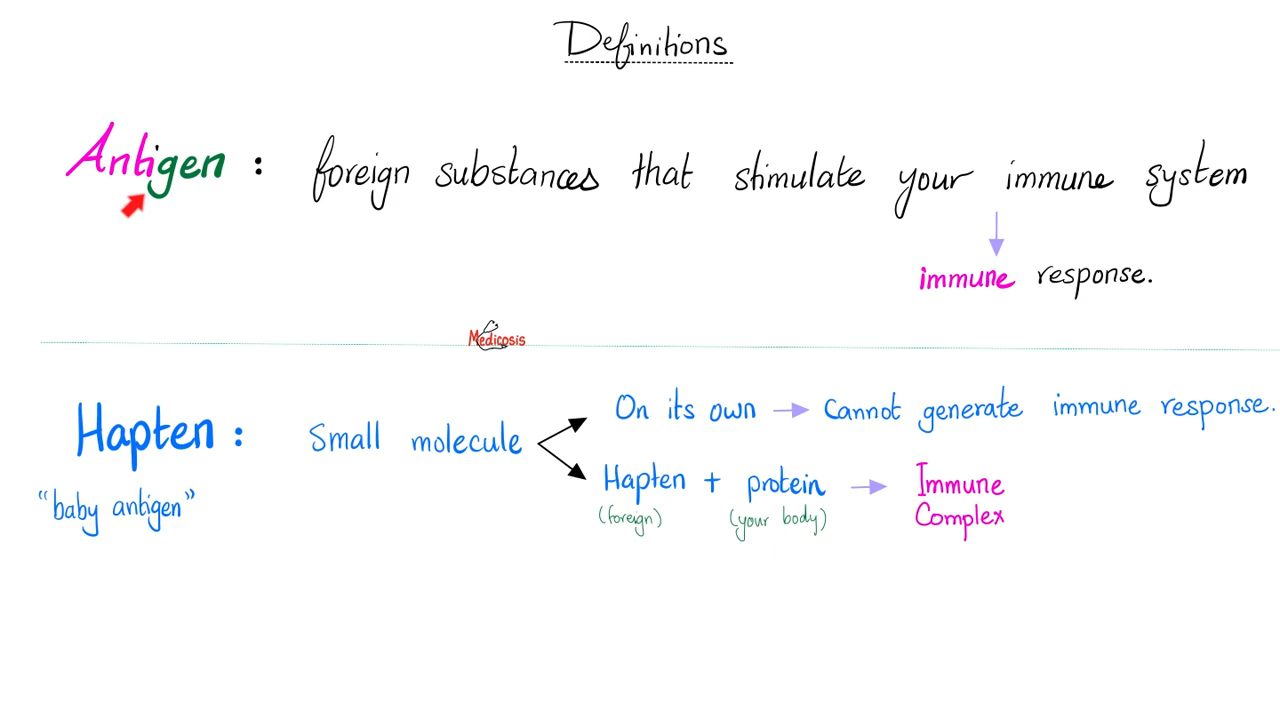 Definitions
Antigen : foreign substances that stimulate your immune system
immune response.
Medicosis
On its own Cannot generate immune response.
Hapten : Small molecule
Hapten + protein Immune
"baby antigen" (foreign) (your body) Complex